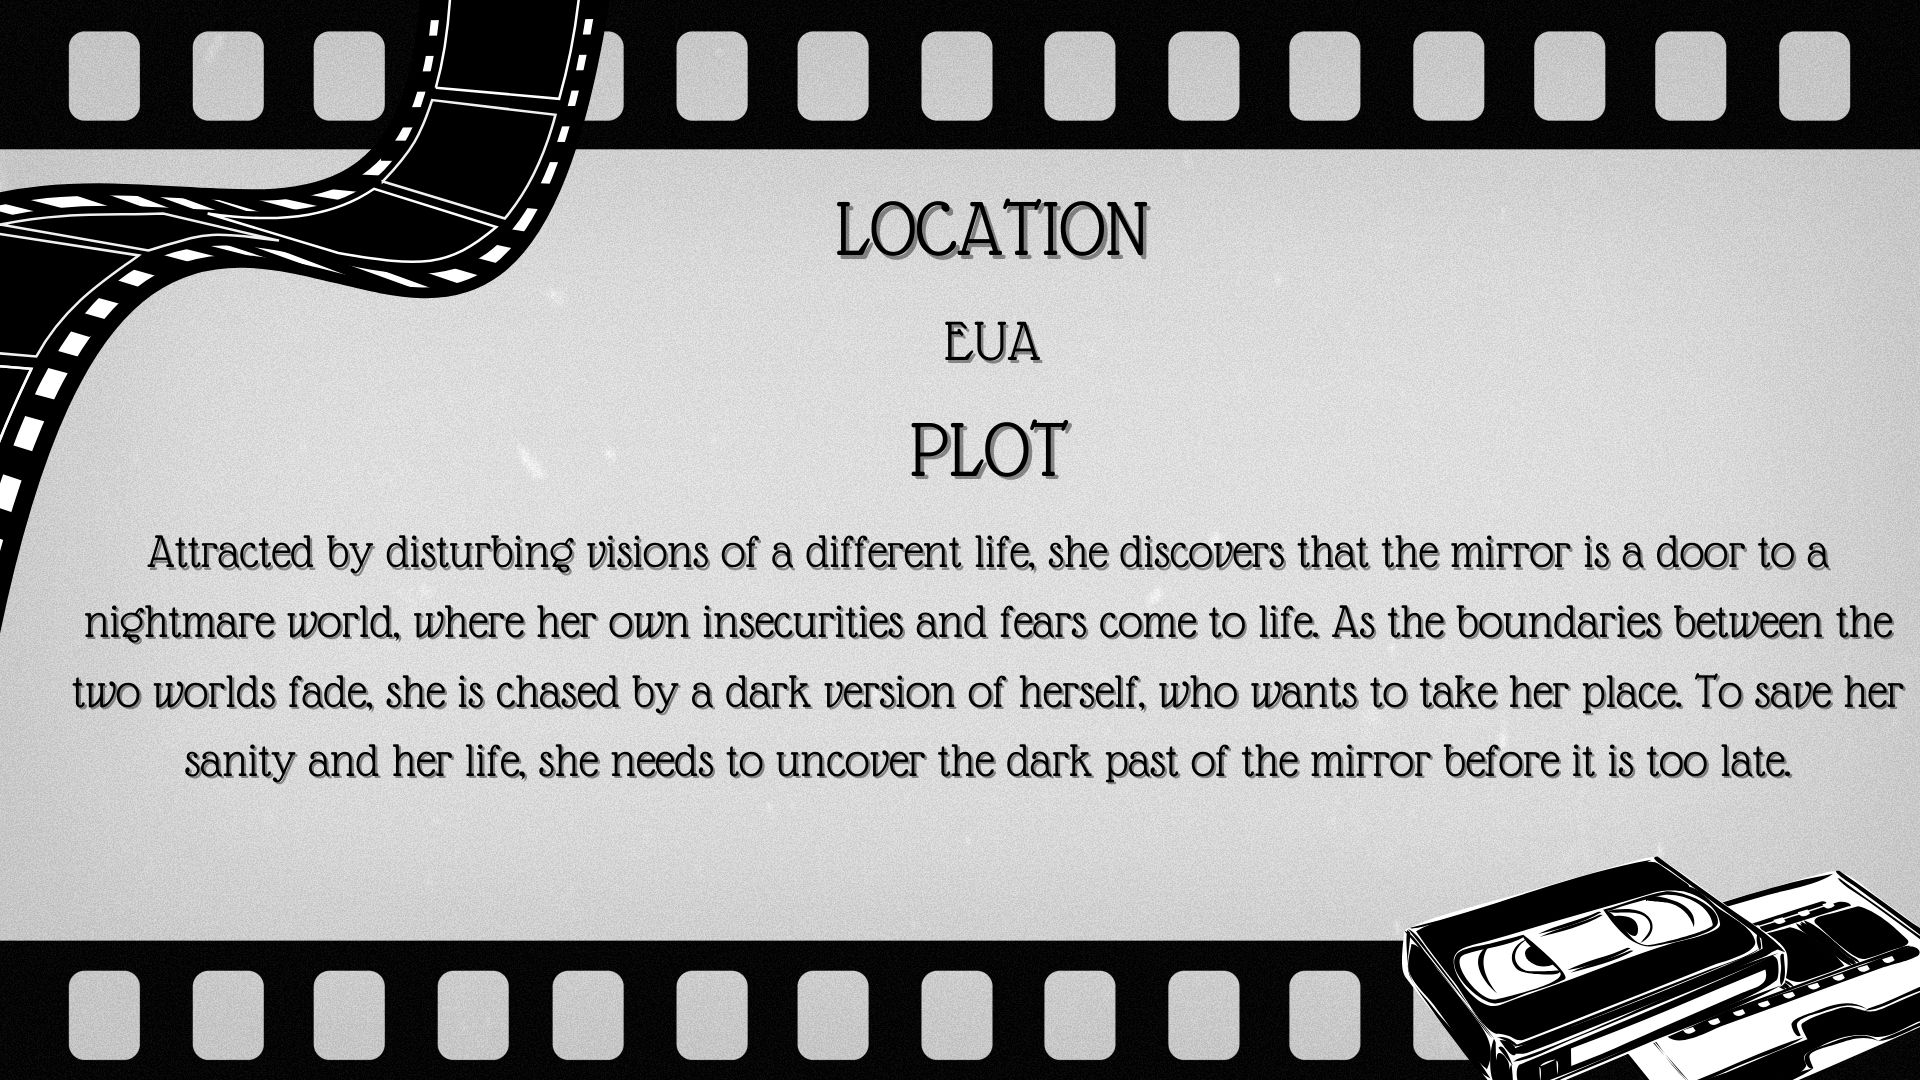 LOCATION
EUA
PLOT
Attracted by disturbing visions of a different life, she discovers that the mirror is a door to a
nightmare world, where her own insecurities and fears come to life. As the boundaries between the
two worlds fade, she is chased by a dark version of herself, who wants to take her place. To save her
sanity and her life, she needs to uncover the dark past of the mirror before it is too late.